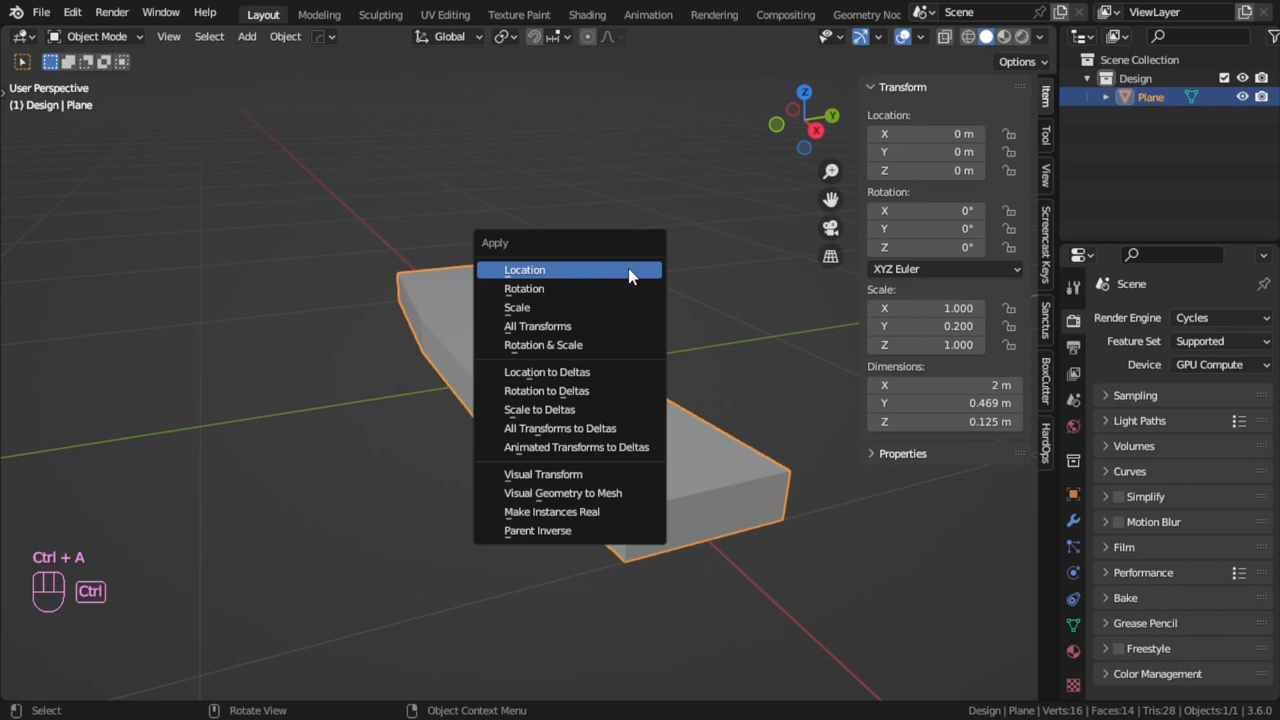 File Edit Render Window Help Layout Modeling Sculpting UV Editing Texture Paint Shading Animation Rendering Compositing Geometry Noc Scene ViewLayer
Object Mode View Select Add Object Global
Options
User Perspective
(1) Design | Plane
Z
Y
X
Transform
Location:
X 0 m
Y 0 m
Z 0 m
Rotation:
X 0°
Y 0°
Z 0°
XYZ Euler
Scale:
X 1.000
Y 0.200
Z 1.000
Dimensions:
X 2 m
Y 0.469 m
Z 0.125 m
Properties
Item
Tool
View
Screencast Keys
Sanctus
BoxCutter
HardOps
Scene Collection
Design
Plane
Scene
Render Engine Cycles
Feature Set Supported
Device GPU Compute
Sampling
Light Paths
Volumes
Curves
Simplify
Motion Blur
Film
Performance
Bake
Grease Pencil
Freestyle
Color Management
Apply
Location
Rotation
Scale
All Transforms
Rotation & Scale
Location to Deltas
Rotation to Deltas
Scale to Deltas
All Transforms to Deltas
Animated Transforms to Deltas
Visual Transform
Visual Geometry to Mesh
Make Instances Real
Parent Inverse
Ctrl + A
Ctrl
Select Rotate View Object Context Menu Design | Plane | Verts:16 | Faces:14 | Tris:28 | Objects:1/1 | 3.6.0